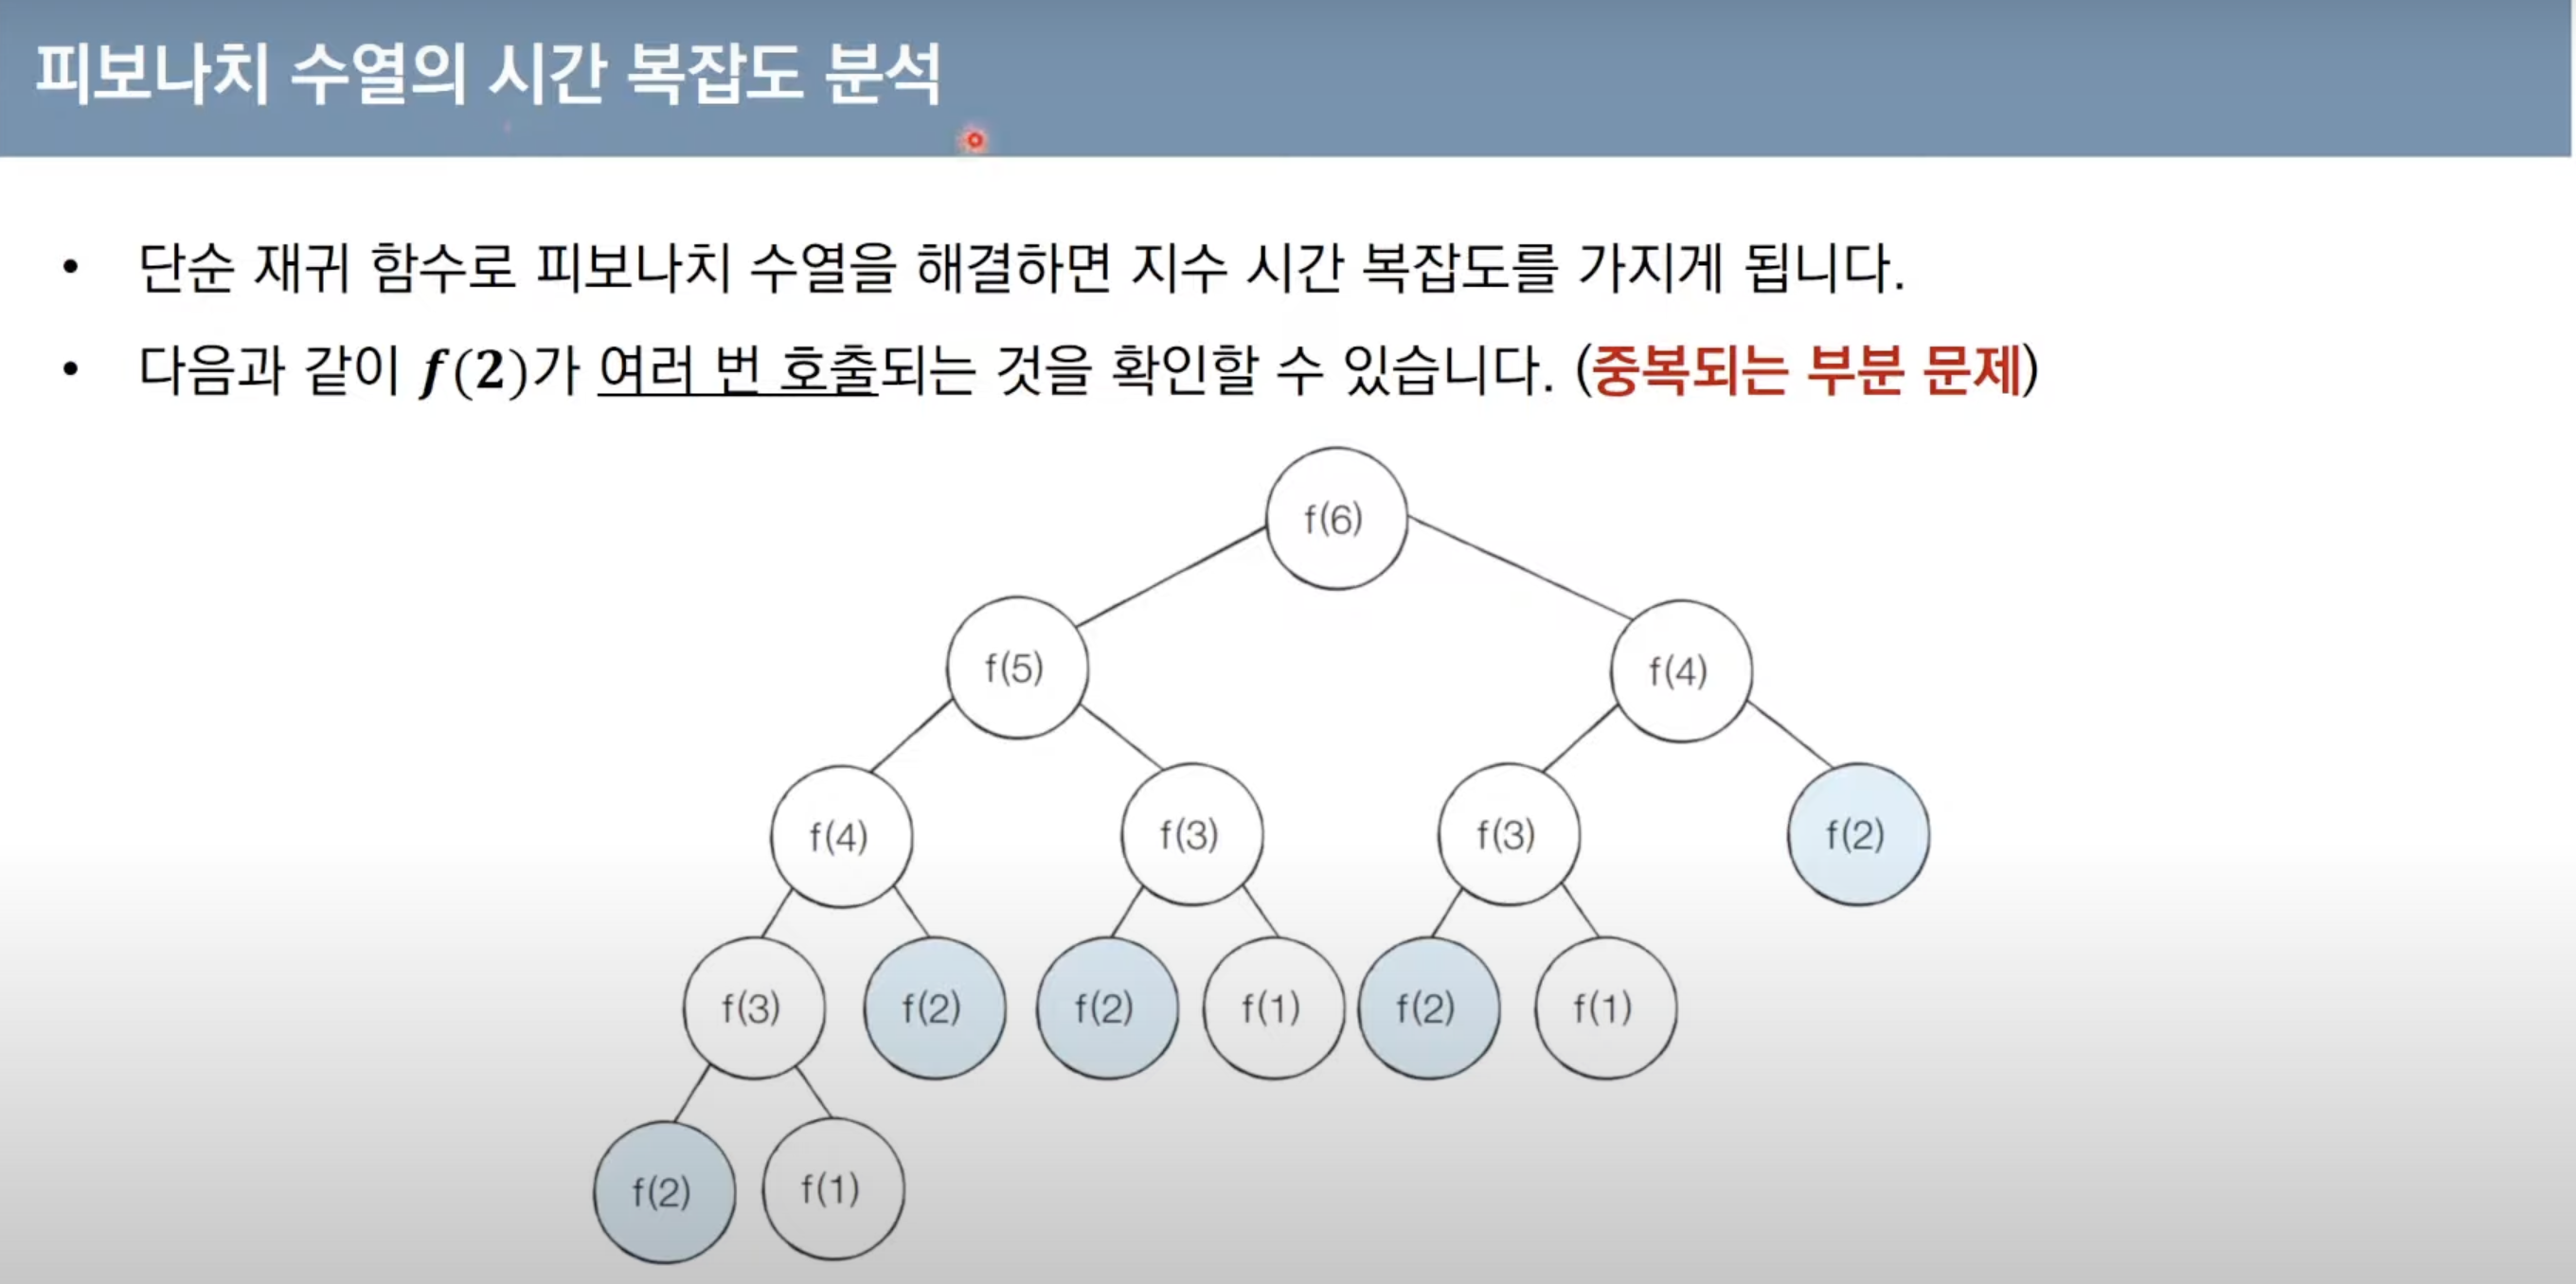 피보나치 수열의 시간 복잡도 분석
• 단순 재귀 함수로 피보나치 수열을 해결하면 지수 시간 복잡도를 가지게 됩니다.
• 다음과 같이 f(2)가 여러 번 호출되는 것을 확인할 수 있습니다. (중복되는 부분 문제)
f(6)
f(5) f(4)
f(4) f(3) f(3) f(2)
f(3) f(2) f(2) f(1) f(2) f(1)
f(2) f(1)